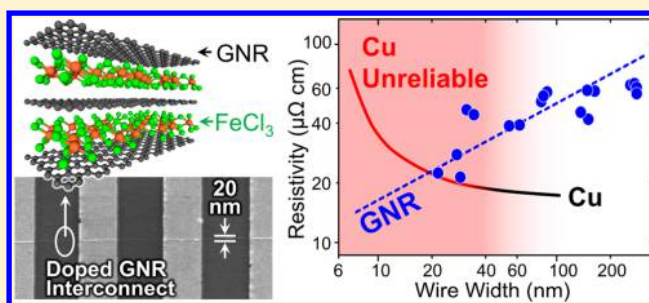 GNR
FeCl3
20
nm
Doped GNR
Interconnect
Resistivity (μΩ cm)
100
60
40
20
10
Cu
Unreliable
GNR
Cu
6
10
20
40
60
100
200
Wire Width (nm)